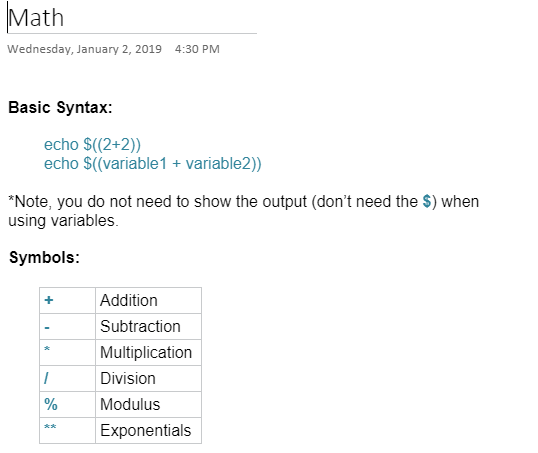 Math
Wednesday, January 2, 2019 4:30 PM
Basic Syntax:
echo $((2+2))
echo $((variable1 + variable2))
*Note, you do not need to show the output (don't need the $) when
using variables.
Symbols:
+ Addition
- Subtraction
* Multiplication
/ Division
% Modulus
** Exponentials